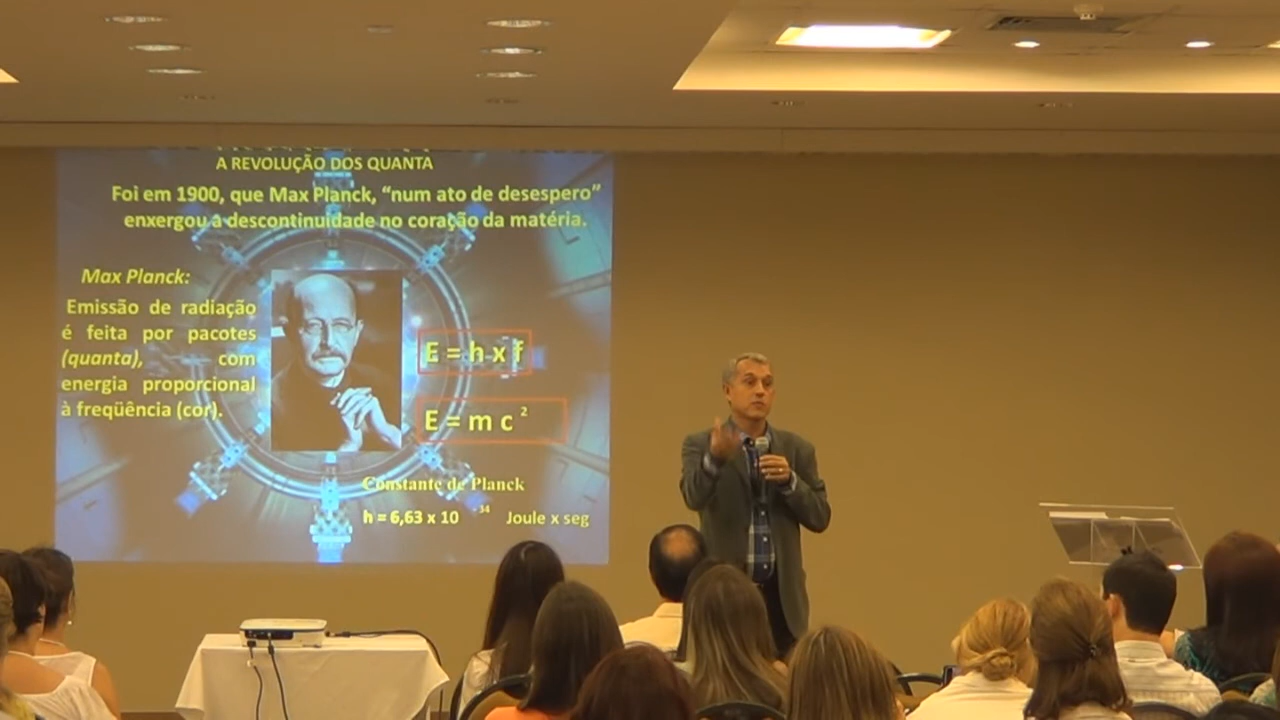 A REVOLUÇÃO DOS QUANTA
Foi em 1900, que Max Planck, “num ato de desespero”
enxergou a descontinuidade no coração da matéria.
Max Planck:
Emissão de radiação
é feita por pacotes
(quanta), com
energia proporcional
à freqüência (cor).
E = h x f
E = m c ²
Constante de Planck
h = 6,63 x 10 ⁻³⁴ Joule x seg